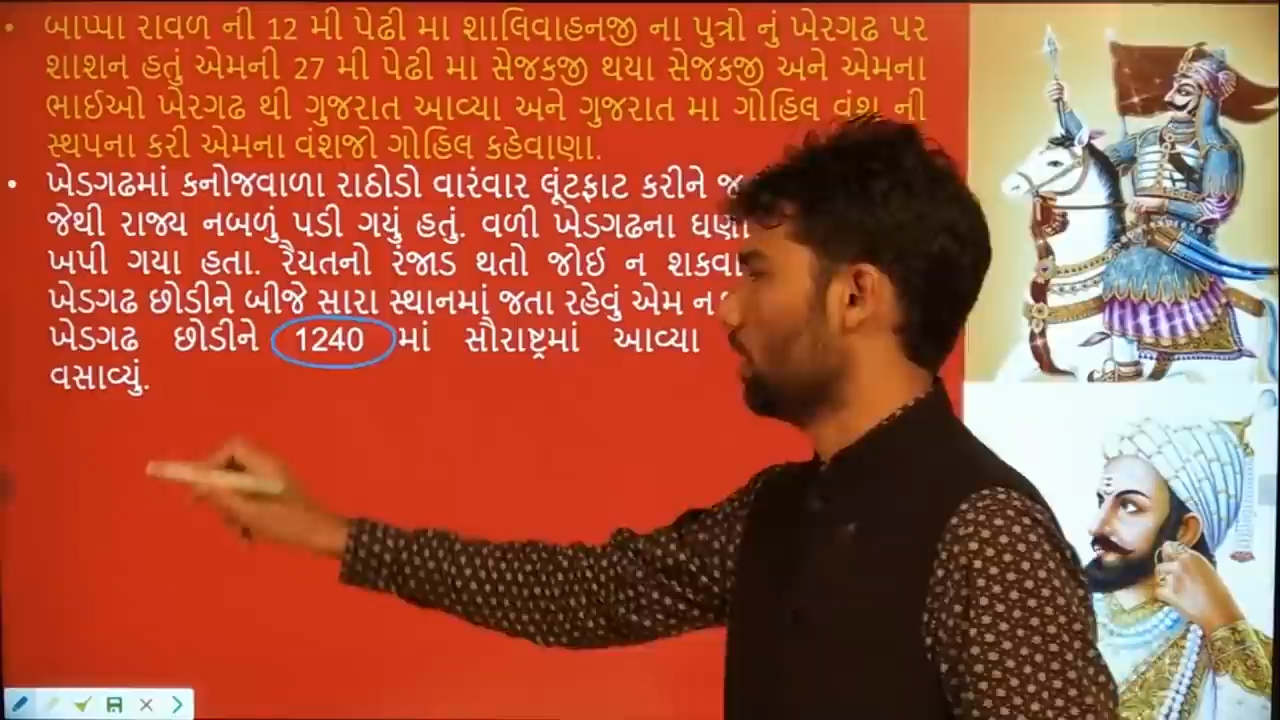 બાપ્પા રાવળ ની 12 મી પેઢી મા શાલિવાહનજી ના પુત્રો નું ખેરગઢ પર
શાશન હતું એમની 27 મી પેઢી મા સેજકજી થયા સેજકજી અને એમના
ભાઈઓ ખેરગઢ થી ગુજરાત આવ્યા અને ગુજરાત મા ગોહિલ વંશ ની
સ્થપના કરી એમના વંશજો ગોહિલ કહેવાણા.
ખેડગઢમાં કનોજવાળા રાઠોડો વારંવાર લૂંટફાટ કરીને
જેથી રાજ્ય નબળું પડી ગયું હતું. વળી ખેડગઢના ઘણા
ખપી ગયા હતા. રૈયતનો રંજાડ થતો જોઈ ન
ખેડગઢ છોડીને બીજે સારા સ્થાનમાં જતા રહેવું એમ
ખેડગઢ છોડીને 1240 માં સૌરાષ્ટ્રમાં આવ્યા
વસાવ્યું.